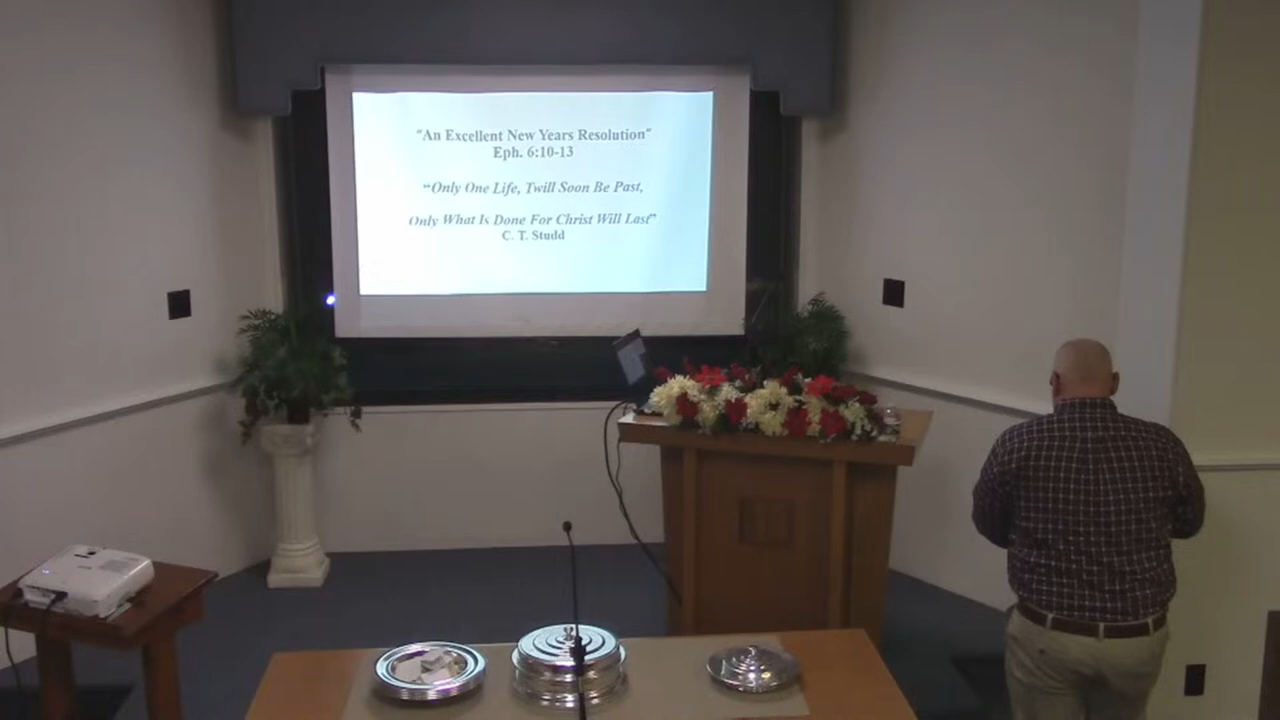 "An Excellent New Years Resolution"
Eph. 6:10-13
"Only One Life, Twill Soon Be Past,
Only What Is Done For Christ Will Last"
C. T. Studd